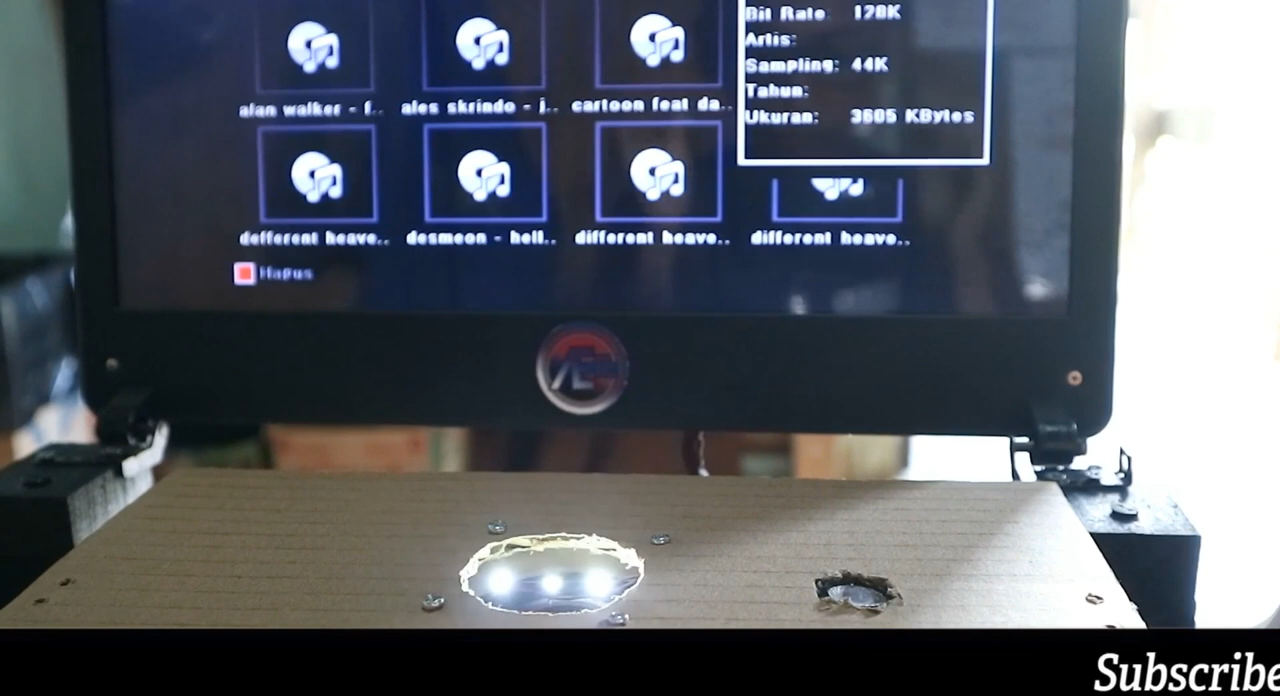 Bit Rate: 128K
Artis:
Sampling: 44K
Tahun:
Ukuran: 3605 KBytes
alan walker - f.. ales skrindo - j.. cartoon feat da..
defferent heave.. desmeon - hell.. different heave.. different heave..
Hapus
Æ
Subscribe